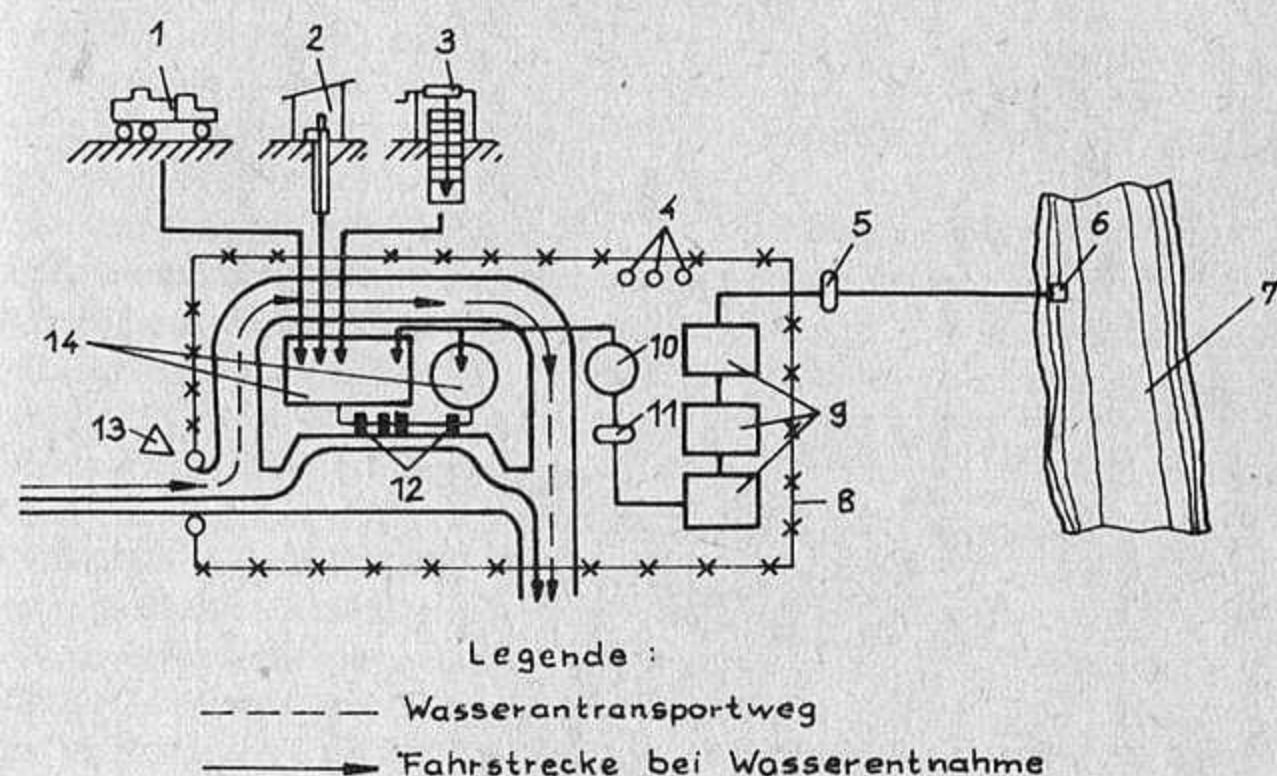 1 2 3
4 5 6
7
14 10
13 11 9
12 8
Legende :
Wasserantransportweg
Fahrstrecke bei Wasserentnahme